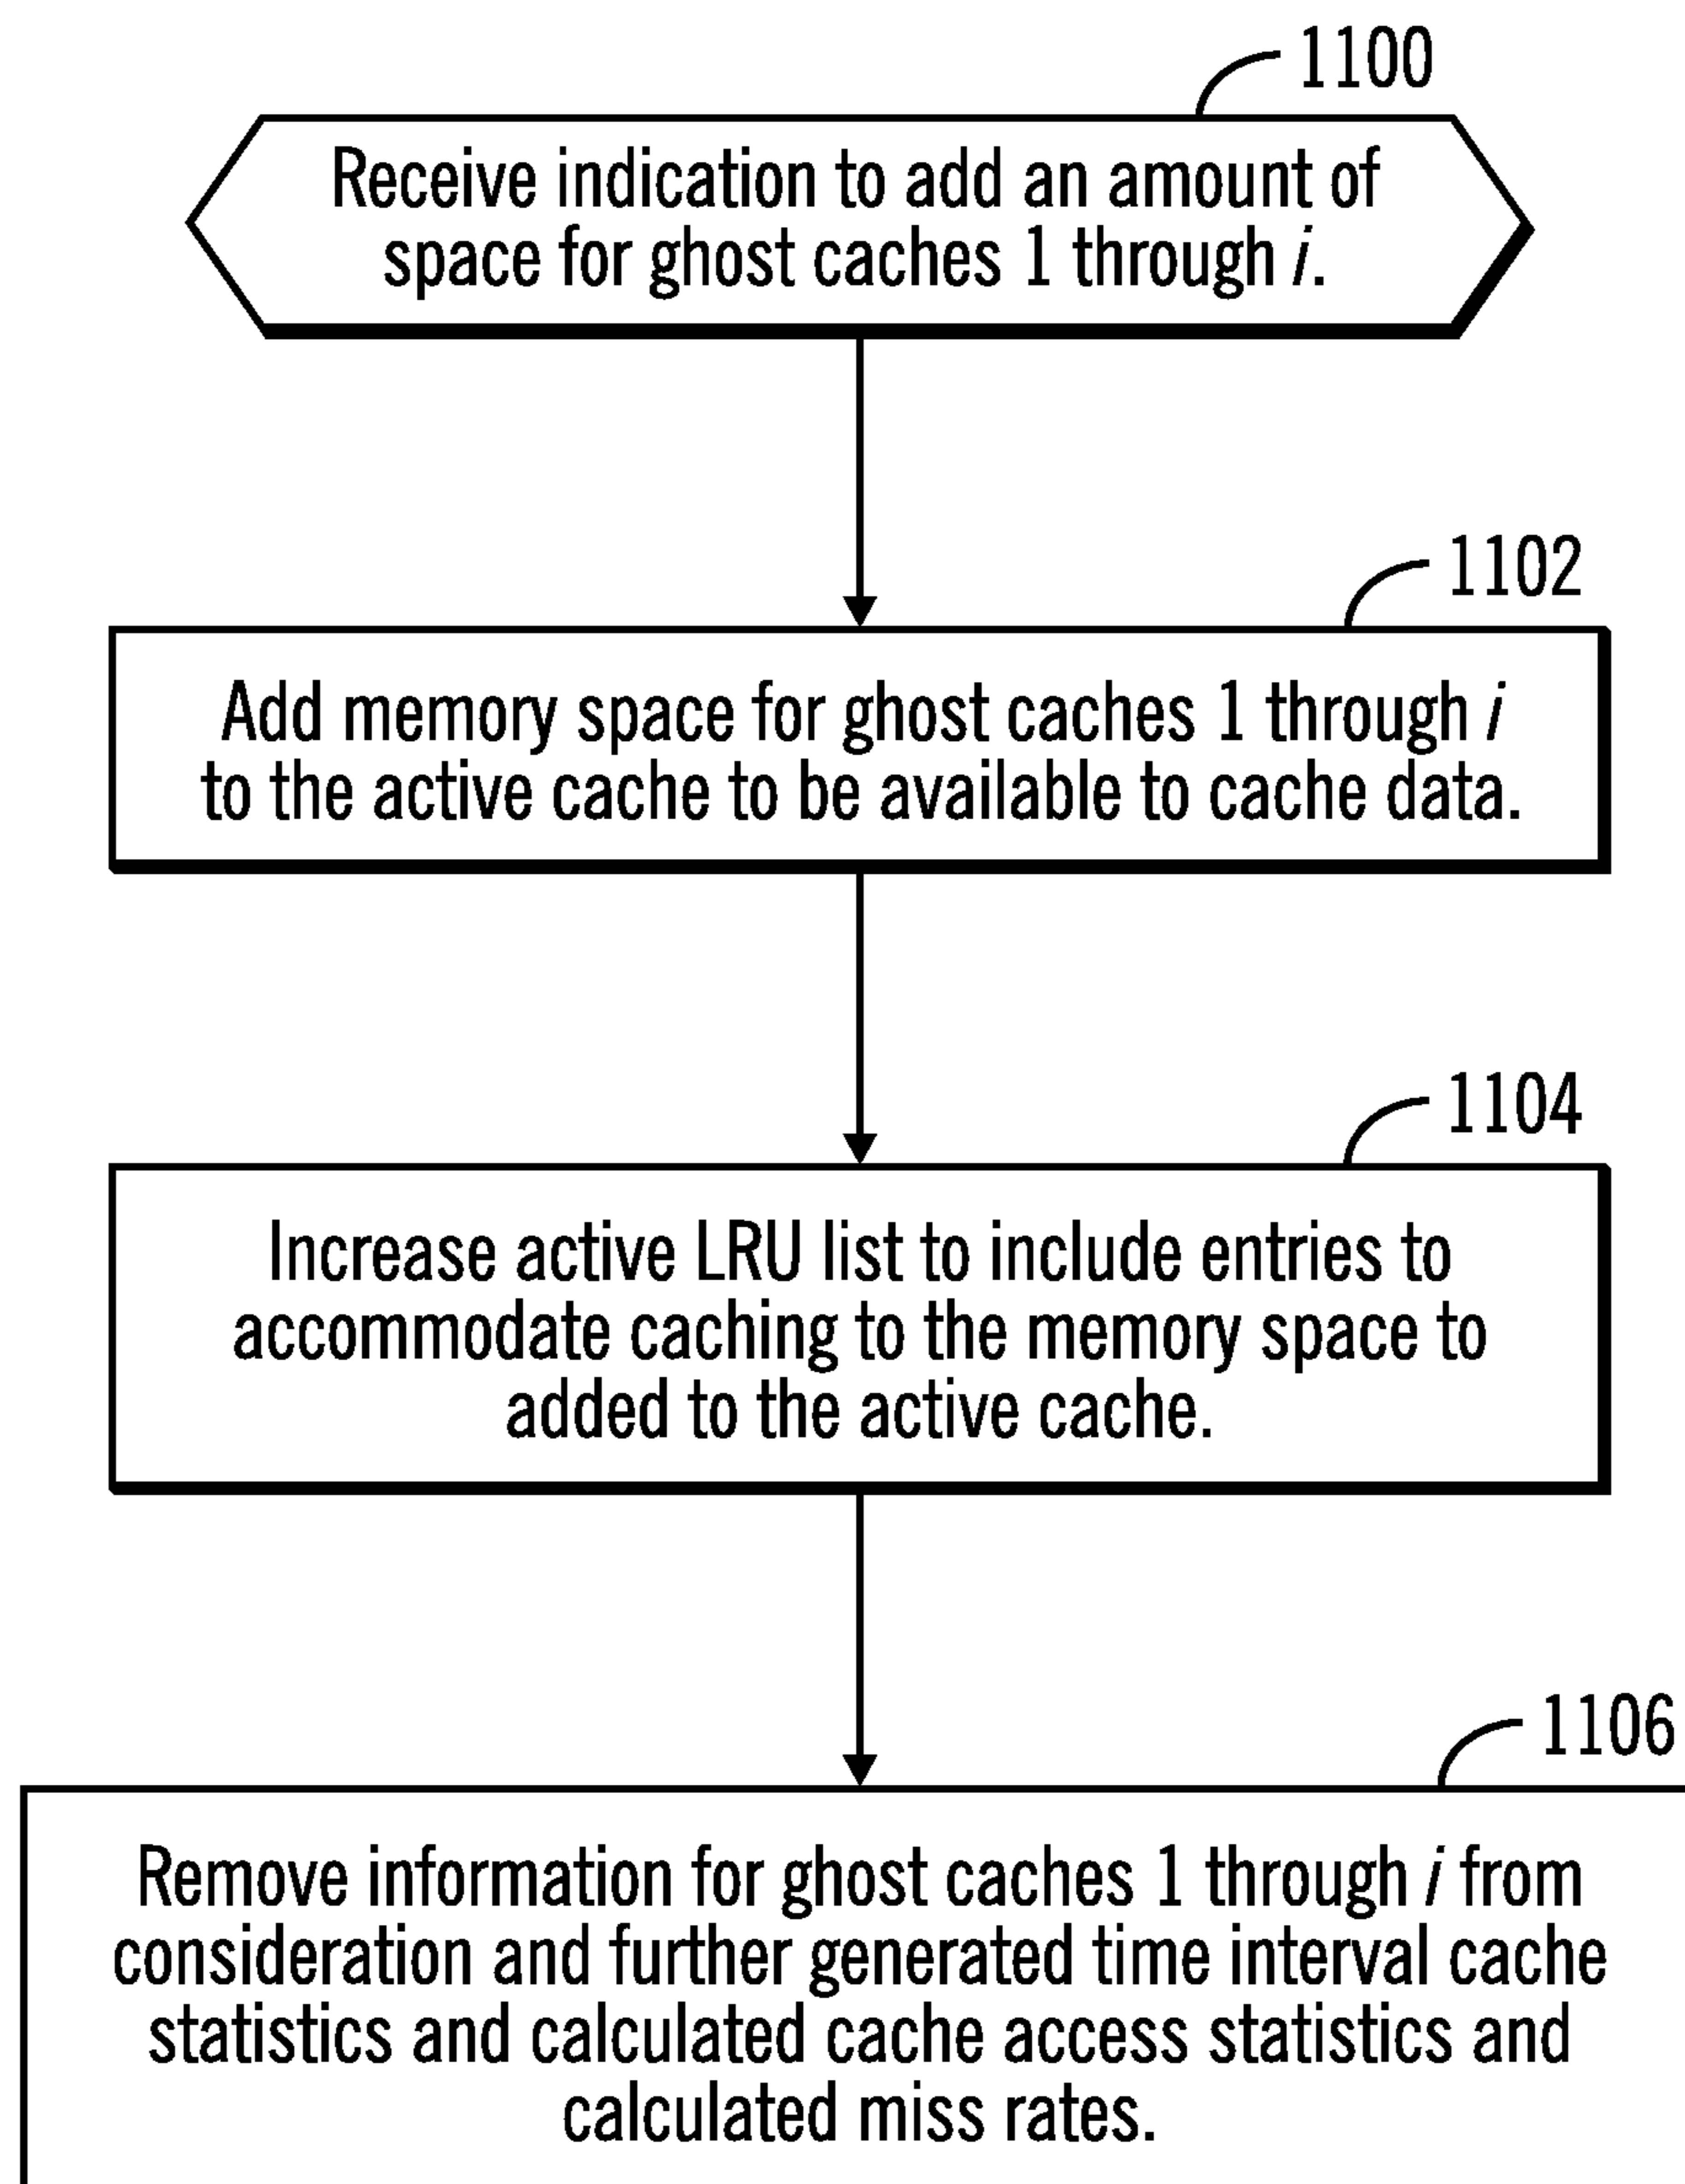 1100
Receive indication to add an amount of
space for ghost caches 1 through i.
1102
Add memory space for ghost caches 1 through i
to the active cache to be available to cache data.
1104
Increase active LRU list to include entries to
accommodate caching to the memory space to
added to the active cache.
1106
Remove information for ghost caches 1 through i from
consideration and further generated time interval cache
statistics and calculated cache access statistics and
calculated miss rates.